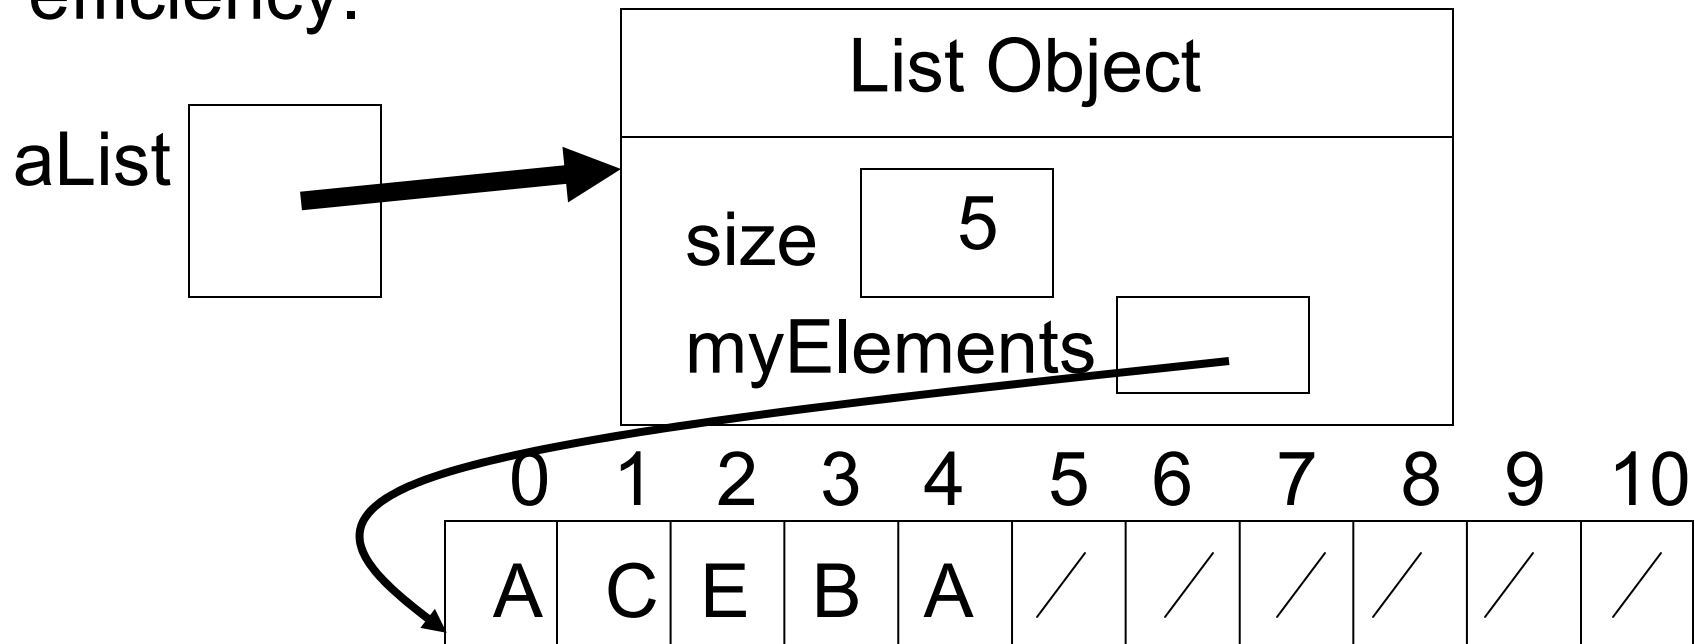 efficiency.
List Object
aList
size 5
myElements
0 1 2 3 4 5 6 7 8 9 10
A C E B A / / / / / /